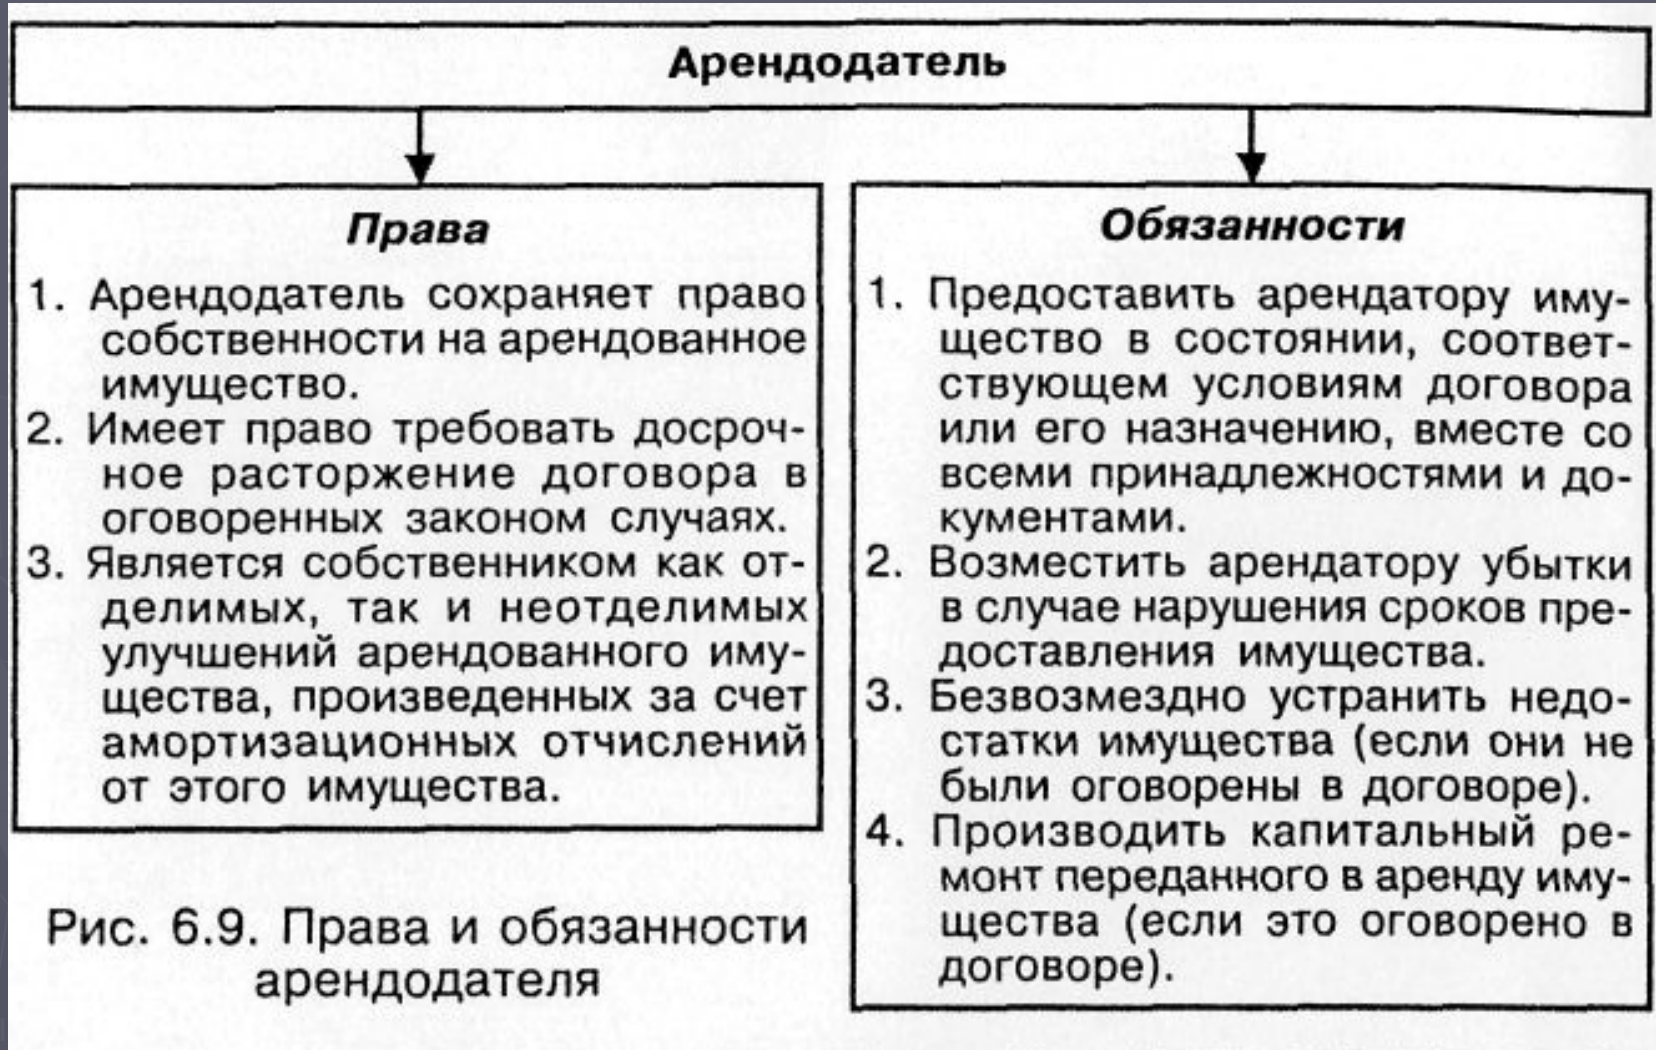 Арендодатель
Права
1. Арендодатель сохраняет право
собственности на арендованное
имущество.
2. Имеет право требовать досроч-
ное расторжение договора в
оговоренных законом случаях.
3. Является собственником как от-
делимых, так и неотделимых
улучшений арендованного иму-
щества, произведенных за счет
амортизационных отчислений
от этого имущества.
Рис. 6.9. Права и обязанности
арендодателя
Обязанности
1. Предоставить арендатору иму-
щество в состоянии, соответ-
ствующем условиям договора
или его назначению, вместе со
всеми принадлежностями и до-
кументами.
2. Возместить арендатору убытки
в случае нарушения сроков пре-
доставления имущества.
3. Безвозмездно устранить недо-
статки имущества (если они не
были оговорены в договоре).
4. Производить капитальный ре-
монт переданного в аренду иму-
щества (если это оговорено в
договоре).